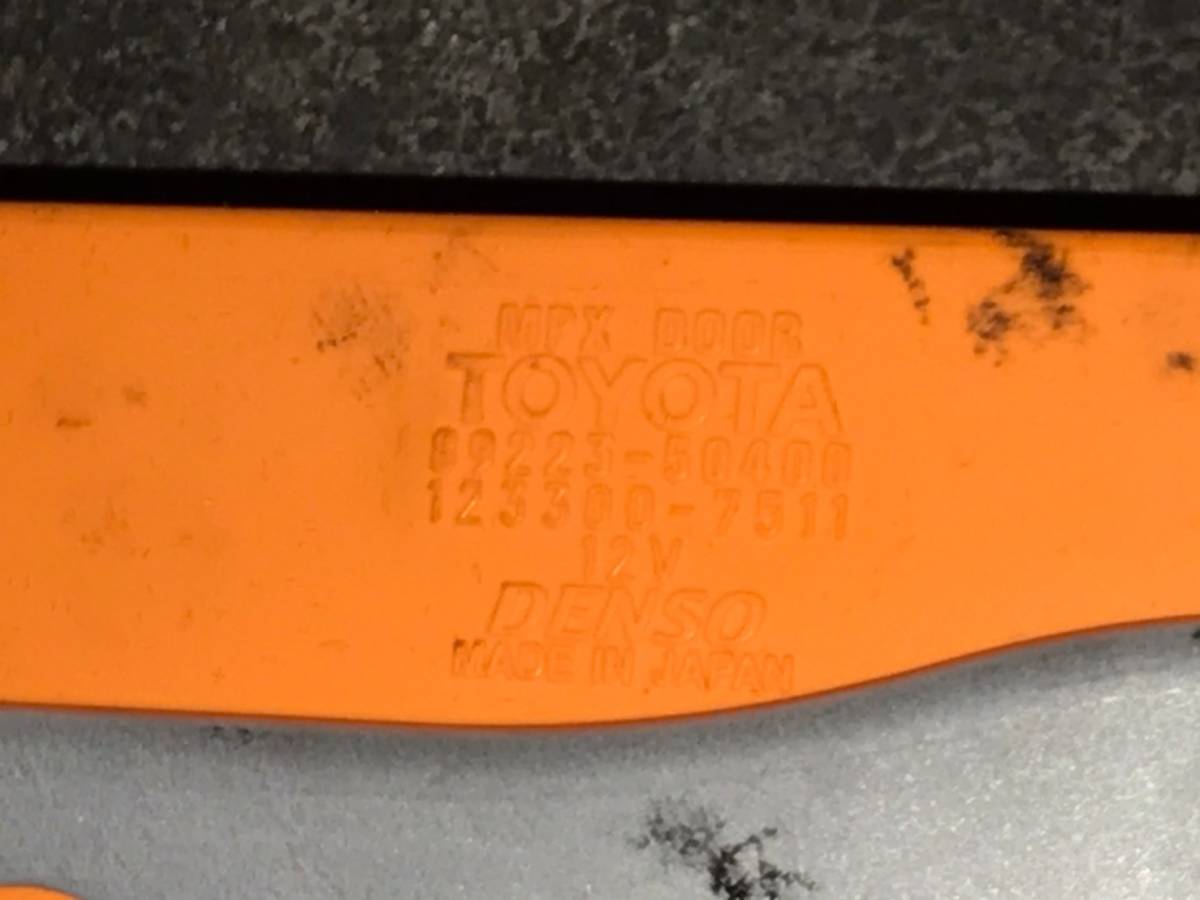 MPX DOOR
TOYOTA
89223-50400
123300-7511
12V
DENSO
MADE IN JAPAN